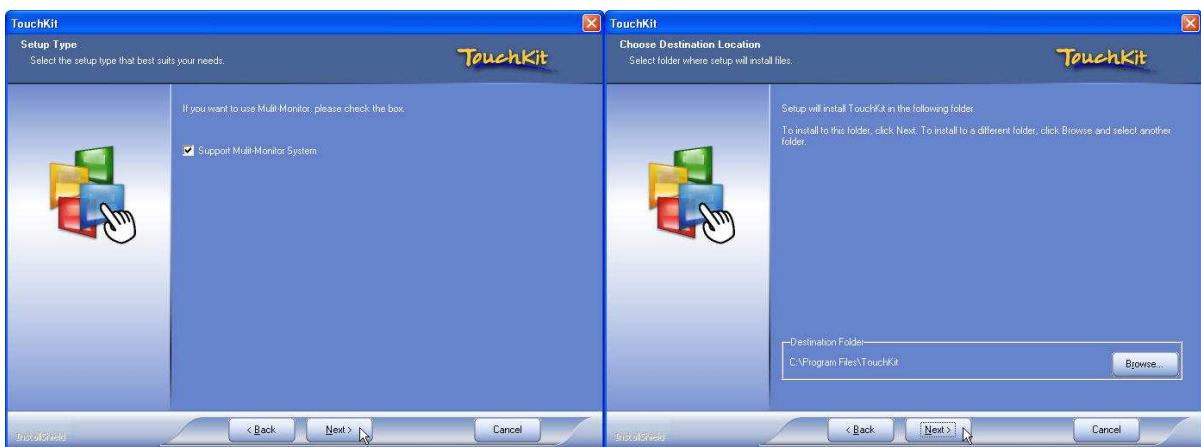 TouchKit
Setup Type
Select the setup type that best suits your needs.
TouchKit
If you want to use Mulit-Monitor, please check the box.
Support Mulit-Monitor System
InstallShield
< Back
Next >
Cancel
TouchKit
Choose Destination Location
Select folder where setup will install files.
TouchKit
Setup will install TouchKit in the following folder.
To install to this folder, click Next. To install to a different folder, click Browse and select another
folder.
Destination Folder
C:\Program Files\TouchKit
Browse...
InstallShield
< Back
Next >
Cancel